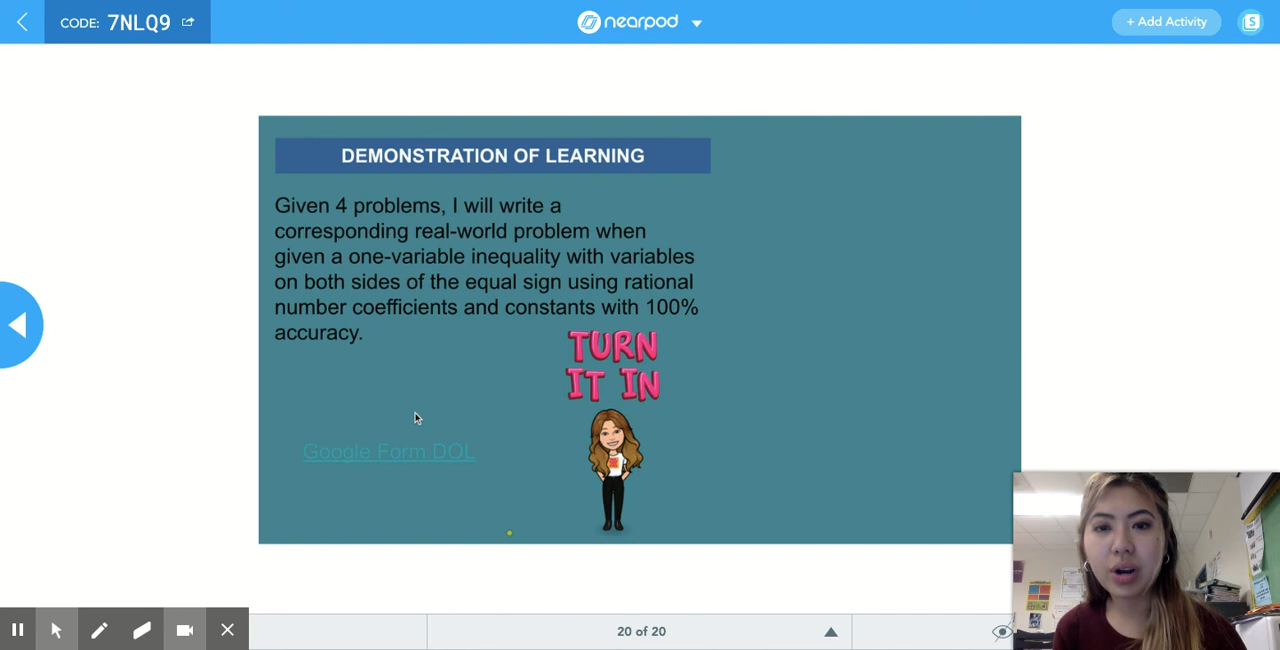 CODE: 7NLQ9
nearpod
+ Add Activity
S
DEMONSTRATION OF LEARNING
Given 4 problems, I will write a
corresponding real-world problem when
given a one-variable inequality with variables
on both sides of the equal sign using rational
number coefficients and constants with 100%
accuracy.
TURN
IT IN
Google Form DOL
20 of 20